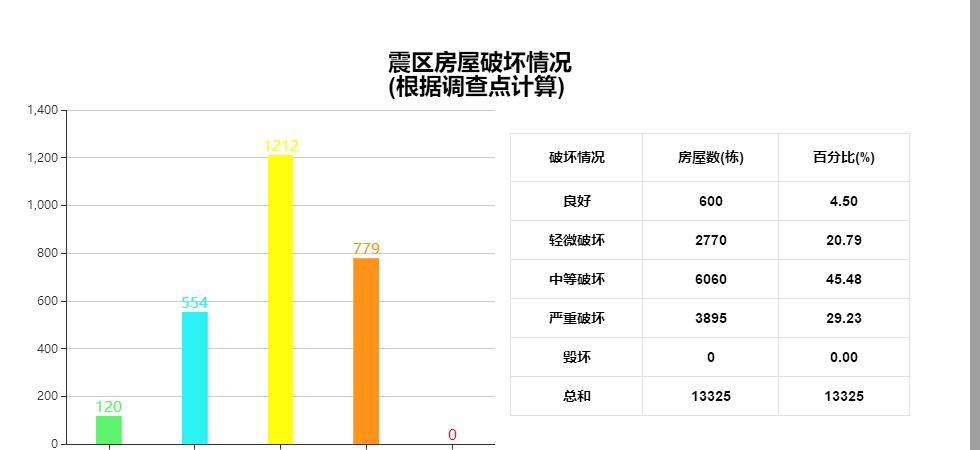 震区房屋破坏情况
(根据调查点计算)
1,400
1,200
1,000
800
600
400
200
0
120
554
1212
779
0
破坏情况 房屋数(栋) 百分比(%)
良好 600 4.50
轻微破坏 2770 20.79
中等破坏 6060 45.48
严重破坏 3895 29.23
毁坏 0 0.00
总和 13325 13325